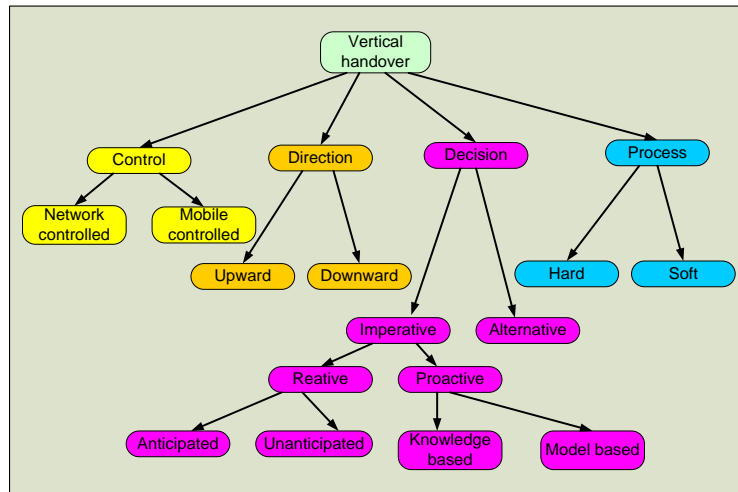 Vertical
handover
Control
Direction
Decision
Process
Network
controlled
Mobile
controlled
Upward
Downward
Hard
Soft
Imperative
Alternative
Reative
Proactive
Anticipated
Unanticipated
Knowledge
based
Model based